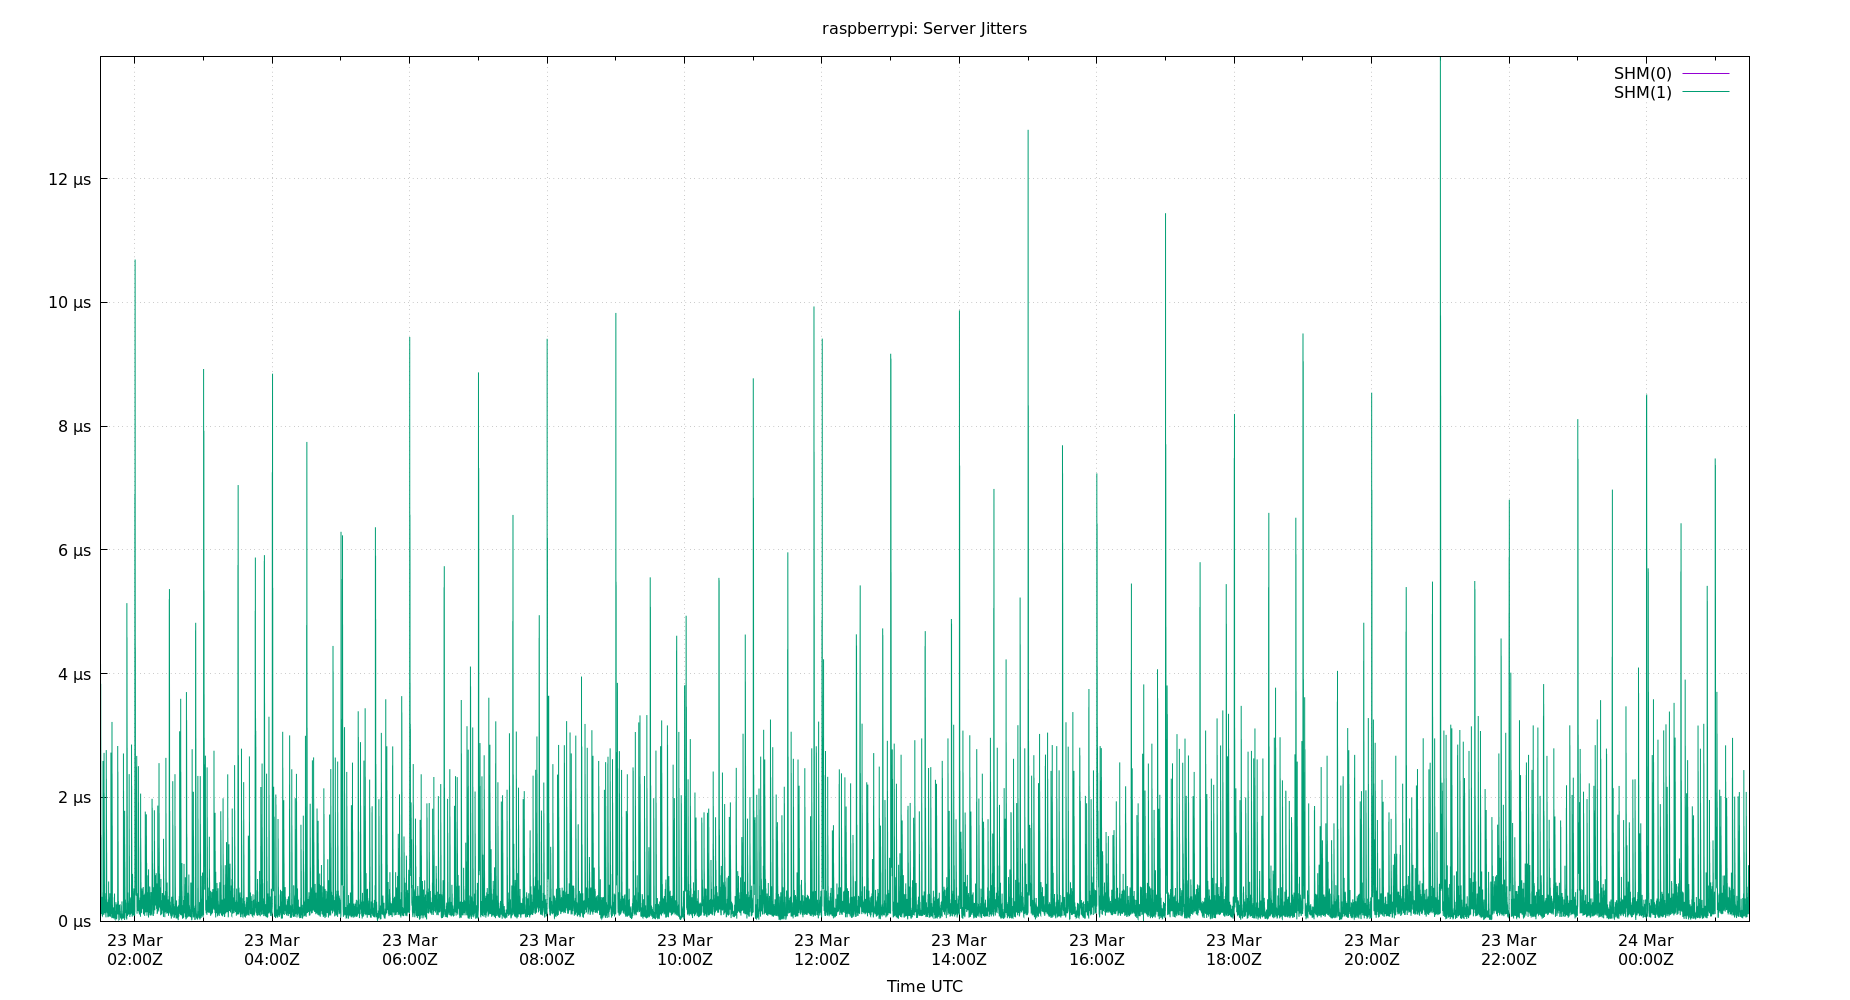 raspberrypi: Server Jitters
SHM(0)
SHM(1)
12 µs
10 µs
8 µs
6 µs
4 µs
2 µs
0 µs
23 Mar 23 Mar 23 Mar 23 Mar 23 Mar 23 Mar 23 Mar 23 Mar 23 Mar 23 Mar 23 Mar 24 Mar
02:00Z 04:00Z 06:00Z 08:00Z 10:00Z 12:00Z 14:00Z 16:00Z 18:00Z 20:00Z 22:00Z 00:00Z
Time UTC